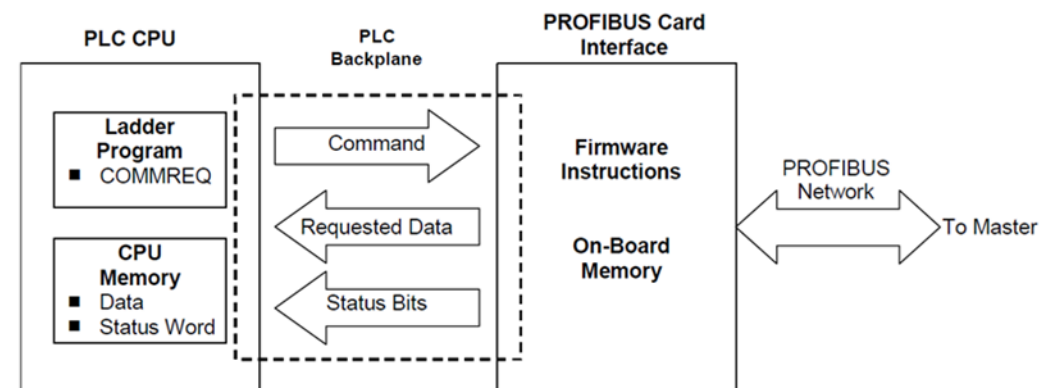 PLC CPU
PLC
Backplane
PROFIBUS Card
Interface
Ladder
Program
■ COMMREQ
CPU
Memory
■ Data
■ Status Word
Command
Requested Data
Status Bits
Firmware
Instructions
On-Board
Memory
PROFIBUS
Network
To Master